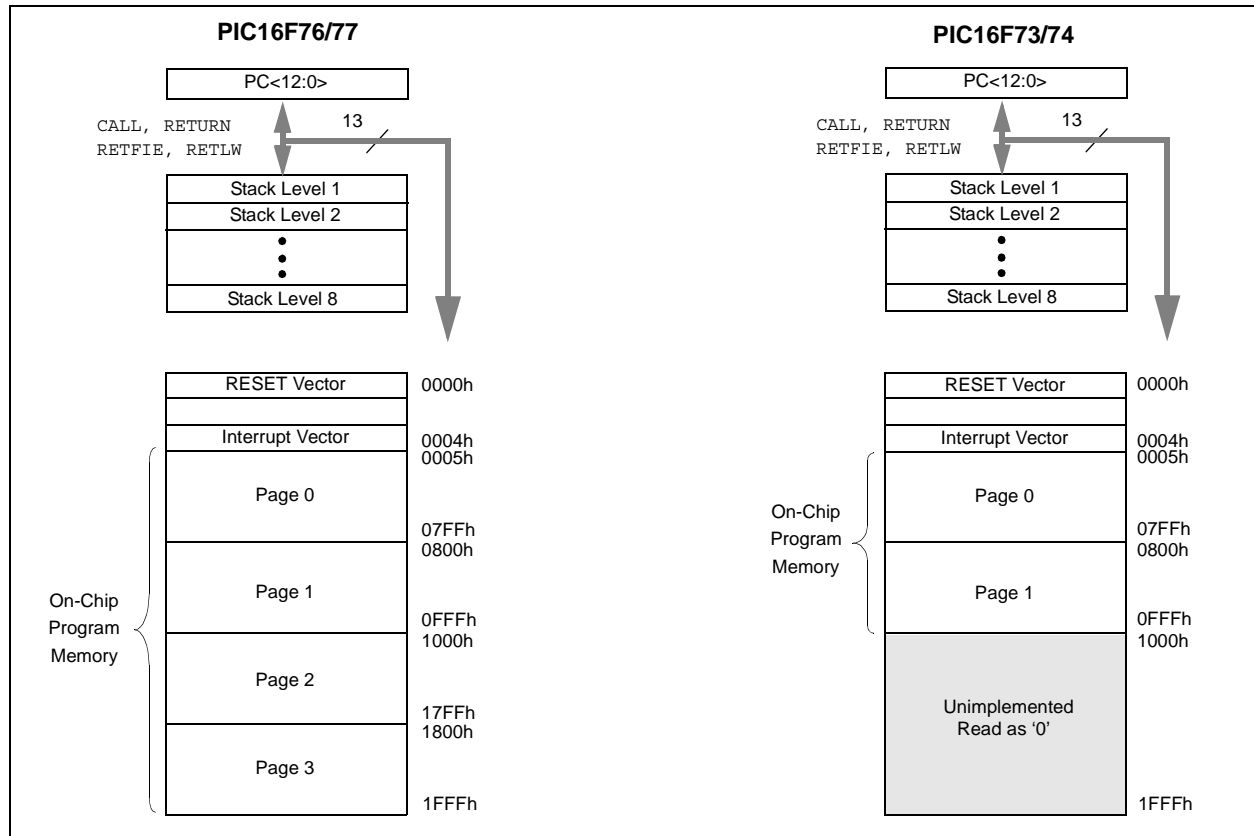 PIC16F76/77
PC<12:0>
CALL, RETURN
RETFIE, RETLW
13
Stack Level 1
Stack Level 2
Stack Level 8
RESET Vector
0000h
Interrupt Vector
0004h
0005h
Page 0
07FFh
0800h
Page 1
0FFFh
1000h
Page 2
17FFh
1800h
Page 3
1FFFh
On-Chip
Program
Memory
PIC16F73/74
PC<12:0>
CALL, RETURN
RETFIE, RETLW
13
Stack Level 1
Stack Level 2
Stack Level 8
RESET Vector
0000h
Interrupt Vector
0004h
0005h
Page 0
07FFh
0800h
Page 1
0FFFh
1000h
On-Chip
Program
Memory
Unimplemented
Read as ‘0’
1FFFh